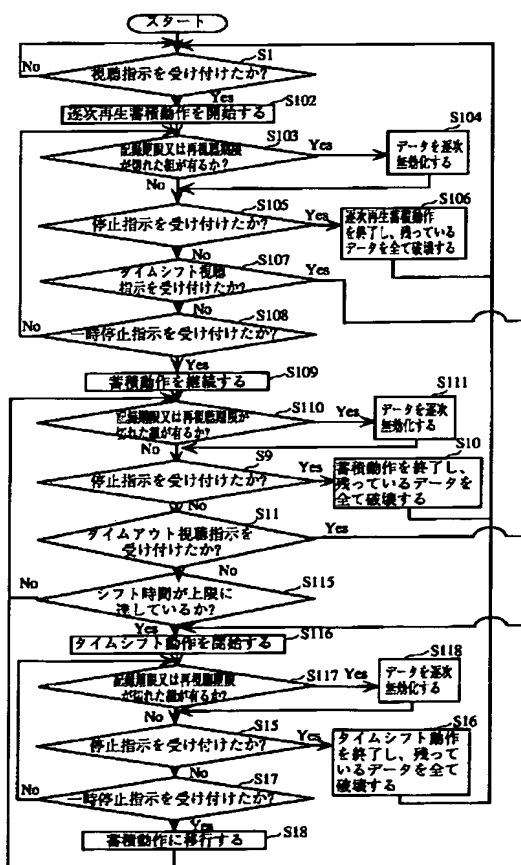 スタート
S1
視聴指示を受け付けたか?
No
Yes
S102
逐次再生蓄積動作を開始する
S103
記録期限又は再視聴期限
が切れた組が有るか?
Yes
S104
データを逐次
無効化する
No
S105
停止指示を受け付けたか?
Yes
S106
逐次再生蓄積動作
を終了し、残っている
データを全て破壊する
No
S107
タイムシフト視聴
指示を受けたか?
Yes
No
S108
一時停止指示を受け付けたか?
No
Yes
S109
蓄積動作を継続する
S110
記録期限又は再視聴期限が
切れた組が有るか?
Yes
S111
データを逐次
無効化する
No
S9
停止指示を受け付けたか?
Yes
S10
蓄積動作を終了し、
残っているデータを
全て破壊する
No
S11
タイムアウト視聴指示を
受け付けたか?
Yes
No
S115
シフト時間が上限に
達しているか?
No
Yes
S116
タイムシフト動作を開始する
S117
記録期限又は再視聴期限
が切れた組が有るか?
Yes
S118
データを逐次
無効化する
No
S15
停止指示を受け付けたか?
Yes
S16
タイムシフト動作
を終了し、残って
いるデータを全て
破壊する
No
S17
一時停止指示を受け付けたか?
No
Yes
S18
蓄積動作に移行する